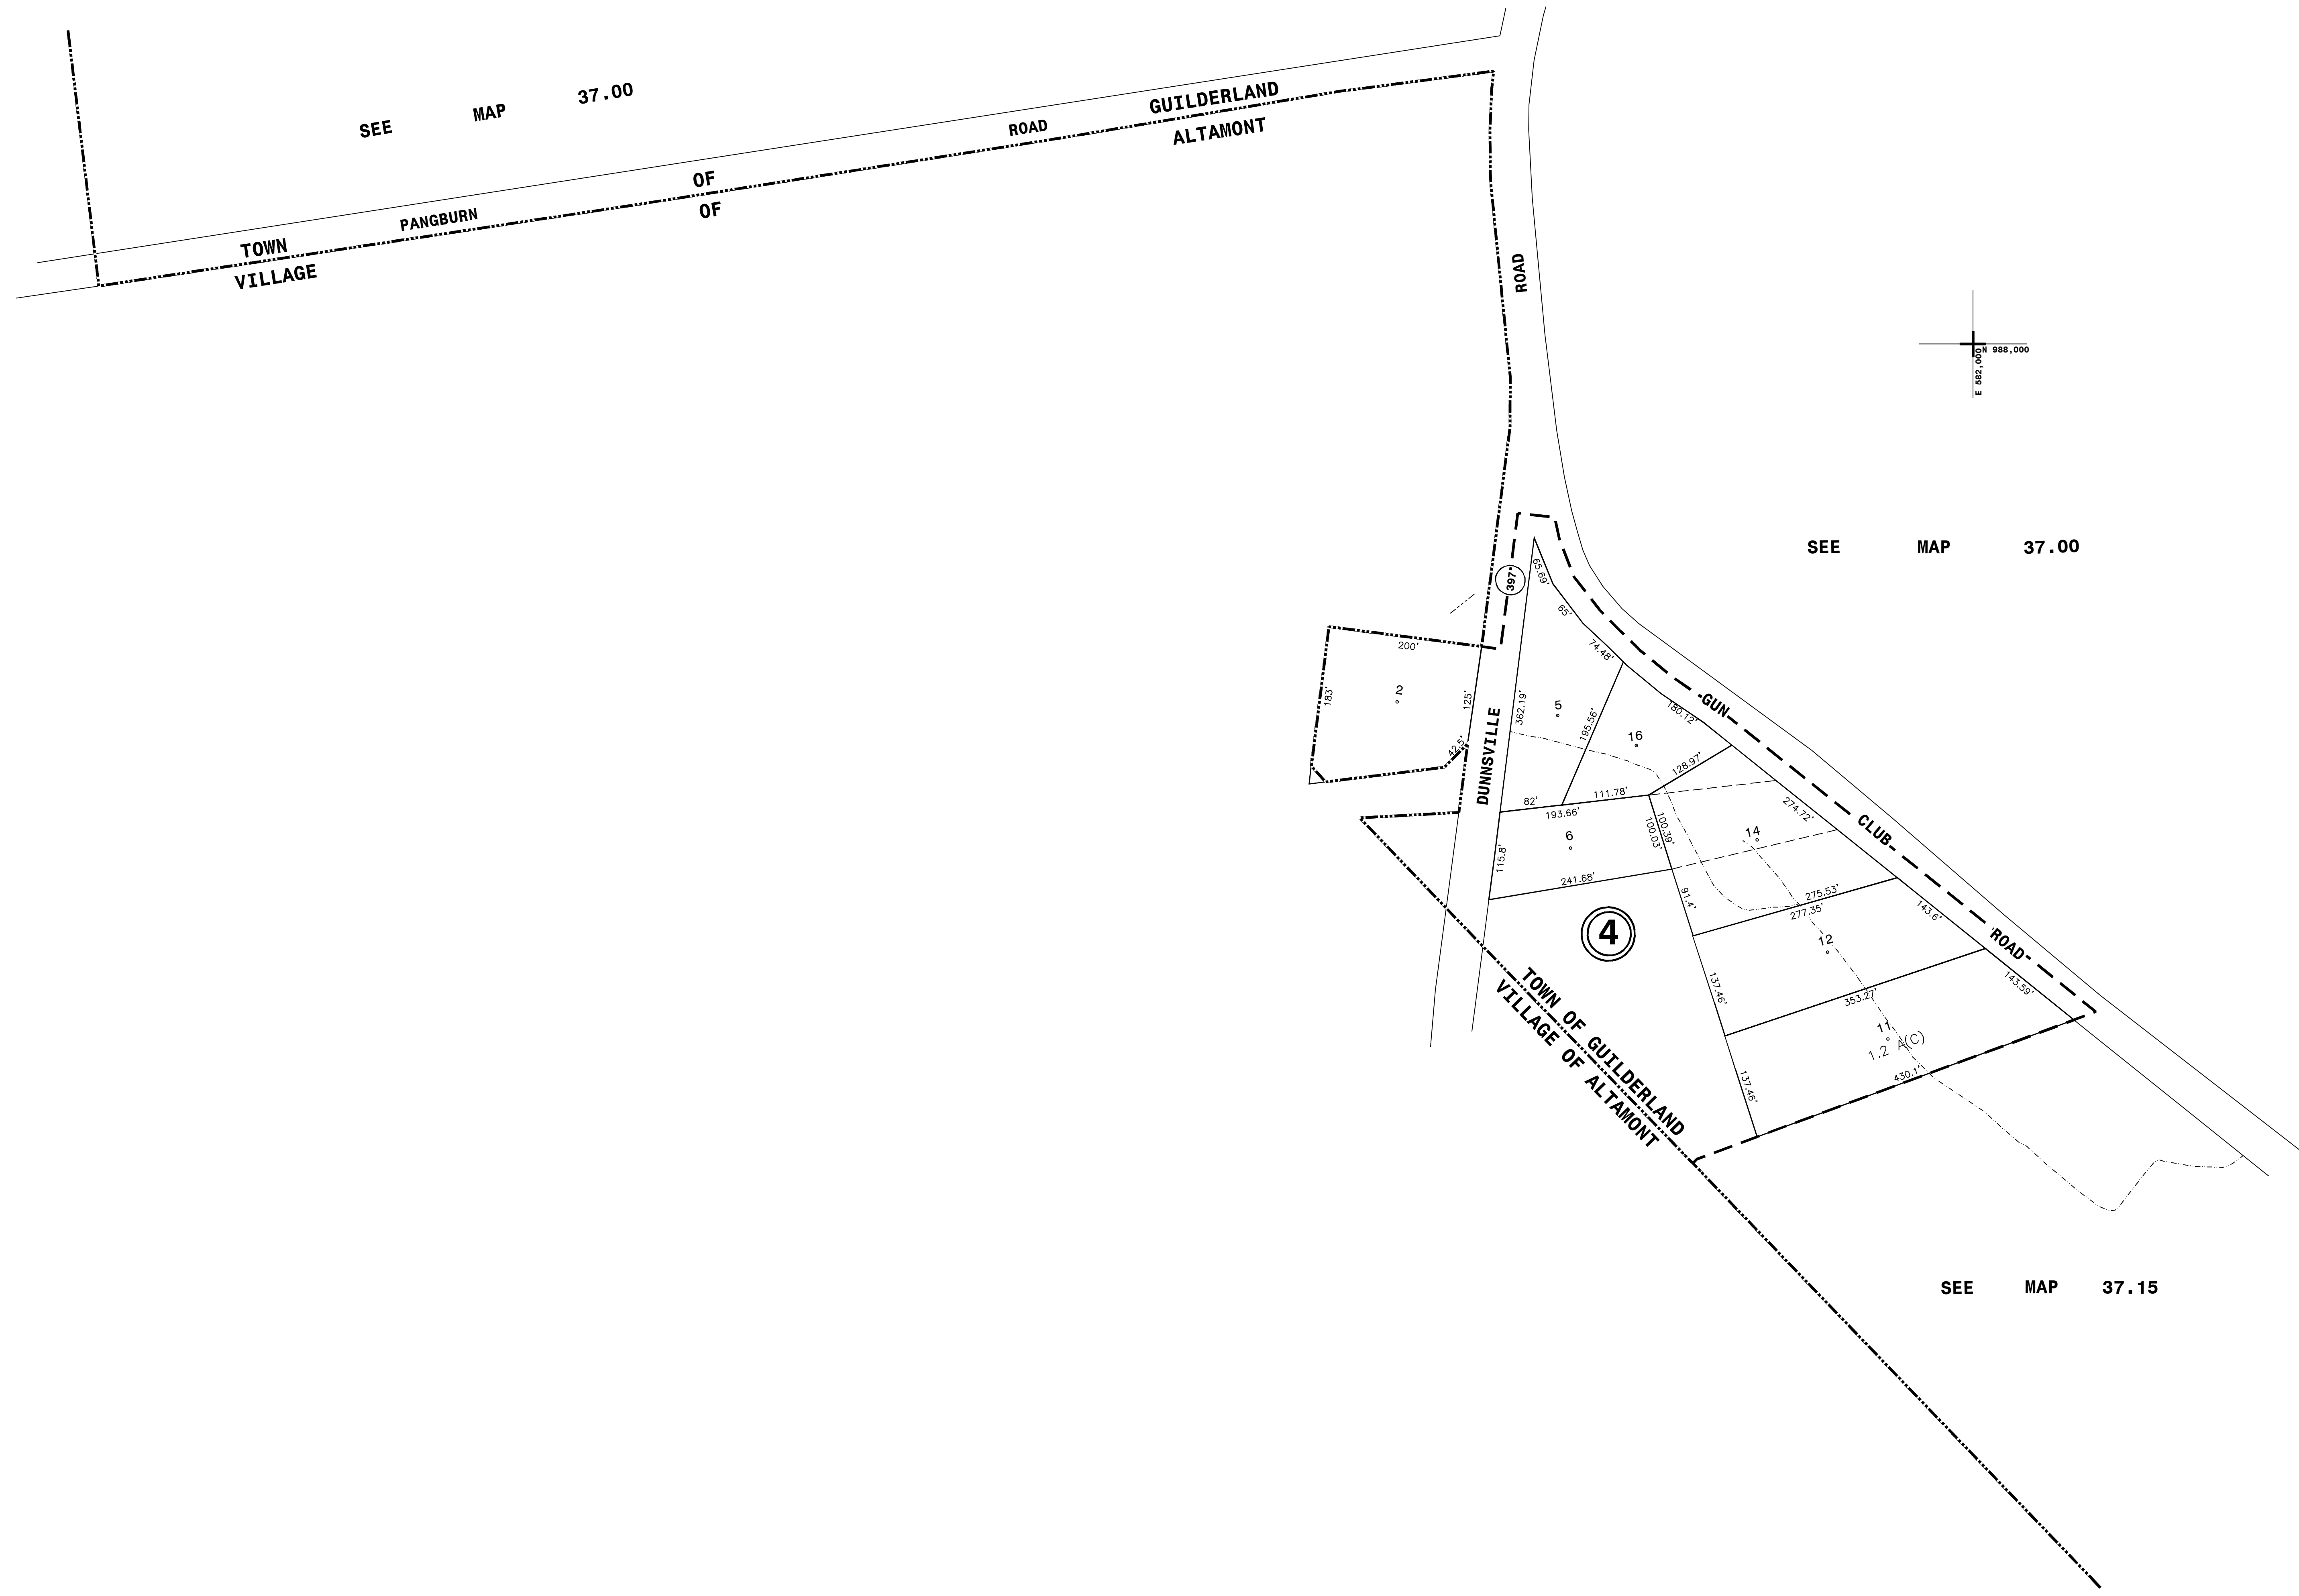 SEE MAP 37.00
TOWN OF GUILDERLAND
PANGBURN ROAD
VILLAGE OF ALTAMONT
ROAD
N 988,000
E 582,000
SEE MAP 37.00
397
65.69'
65'
74.48'
200'
183'
2
125'
42.5'
DUNNSVILLE
362.19'
5
195.56'
16
180.12'
GUN
128.97'
82'
111.78'
193.66'
6
115.8'
241.68'
100.39'
100.03'
14
274.72'
CLUB
91.4'
275.53'
277.35'
143.6'
4
12
ROAD
137.46'
353.27'
143.59'
11
1.2 A(C)
137.46'
430.1'
TOWN OF GUILDERLAND
VILLAGE OF ALTAMONT
SEE MAP 37.15